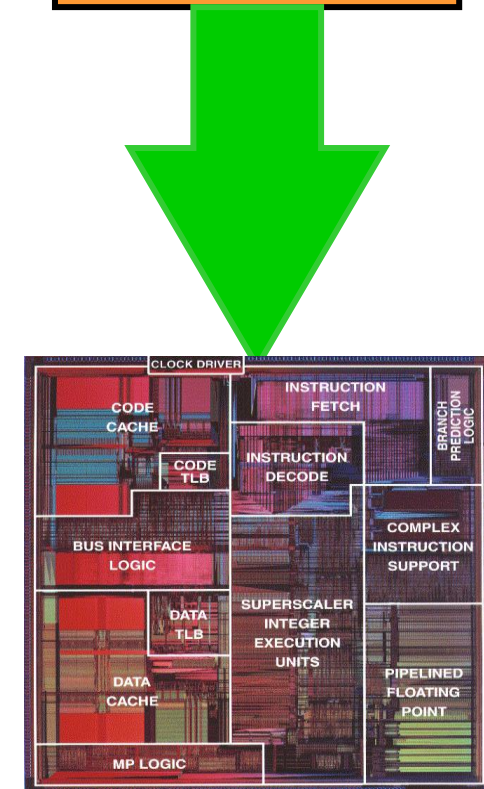 CLOCK DRIVER
CODE
CACHE
INSTRUCTION
FETCH
BRANCH
PREDICTION
LOGIC
CODE
TLB
INSTRUCTION
DECODE
BUS INTERFACE
LOGIC
COMPLEX
INSTRUCTION
SUPPORT
DATA
TLB
SUPERSCALER
INTEGER
EXECUTION
UNITS
DATA
CACHE
PIPELINED
FLOATING
POINT
MP LOGIC